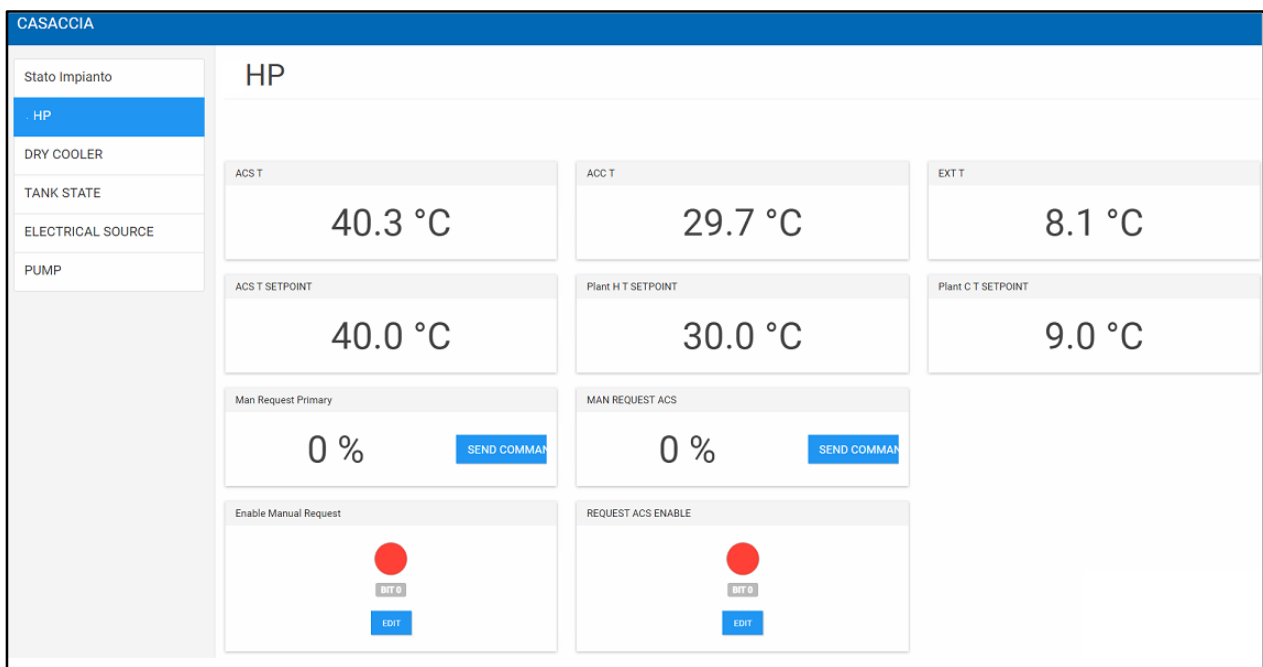 CASACCIA
Stato Impianto
HP
DRY COOLER
TANK STATE
ELECTRICAL SOURCE
PUMP
HP
ACS T
ACC T
EXT T
40.3 °C
29.7 °C
8.1 °C
ACS T SETPOINT
Plant H T SETPOINT
Plant C T SETPOINT
40.0 °C
30.0 °C
9.0 °C
Man Request Primary
MAN REQUEST ACS
0 %
SEND COMMAN
0 %
SEND COMMAN
Enable Manual Request
REQUEST ACS ENABLE
BIT 0
BIT 0
EDIT
EDIT